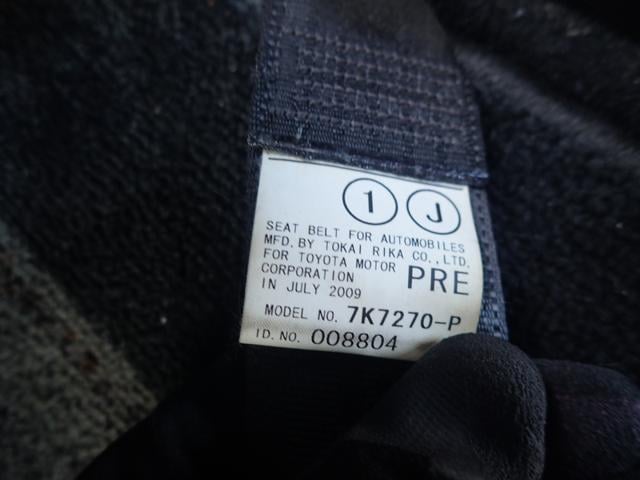 1 J
SEAT BELT FOR AUTOMOBILES
MFD. BY TOKAI RIKA CO., LTD.
FOR TOYOTA MOTOR
CORPORATION PRE
IN JULY 2009
MODEL NO. 7K7270-P
ID. NO. 008804